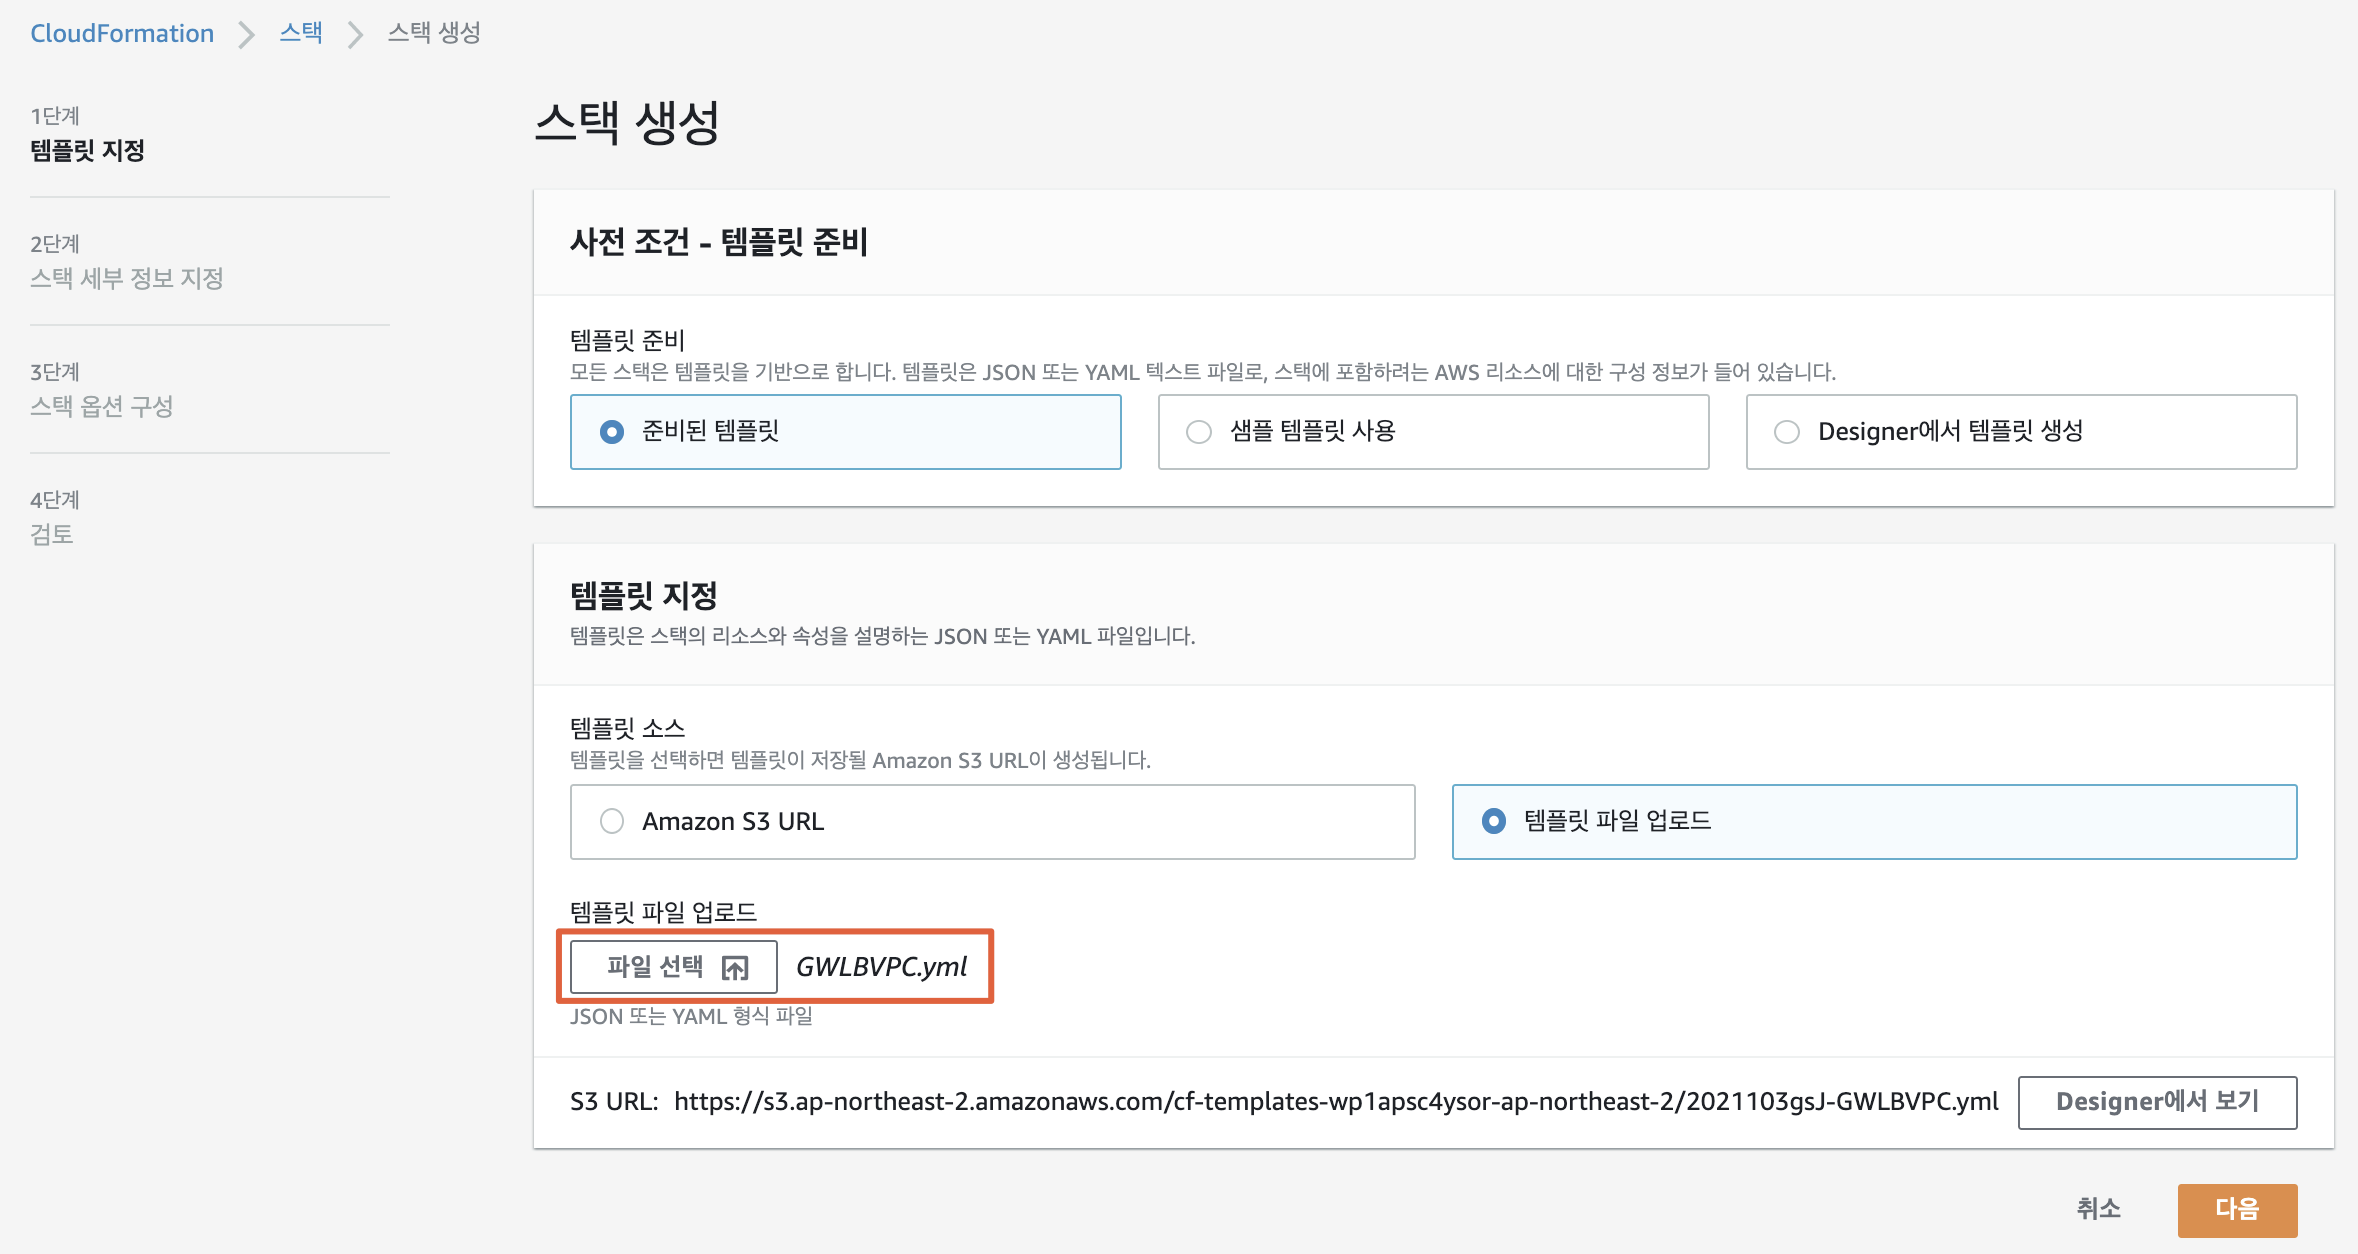 CloudFormation
스택
스택 생성
1단계
템플릿 지정
2단계
스택 세부 정보 지정
3단계
스택 옵션 구성
4단계
검토
스택 생성
사전 조건 - 템플릿 준비
템플릿 준비
모든 스택은 템플릿을 기반으로 합니다. 템플릿은 JSON 또는 YAML 텍스트 파일로, 스택에 포함하려는 AWS 리소스에 대한 구성 정보가 들어 있습니다.
준비된 템플릿
샘플 템플릿 사용
Designer에서 템플릿 생성
템플릿 지정
템플릿은 스택의 리소스와 속성을 설명하는 JSON 또는 YAML 파일입니다.
템플릿 소스
템플릿을 선택하면 템플릿이 저장될 Amazon S3 URL이 생성됩니다.
Amazon S3 URL
템플릿 파일 업로드
템플릿 파일 업로드
파일 선택
GWLBVPC.yml
JSON 또는 YAML 형식 파일
S3 URL: https://s3.ap-northeast-2.amazonaws.com/cf-templates-wp1apsc4ysor-ap-northeast-2/2021103gsJ-GWLBVPC.yml
Designer에서 보기
취소
다음